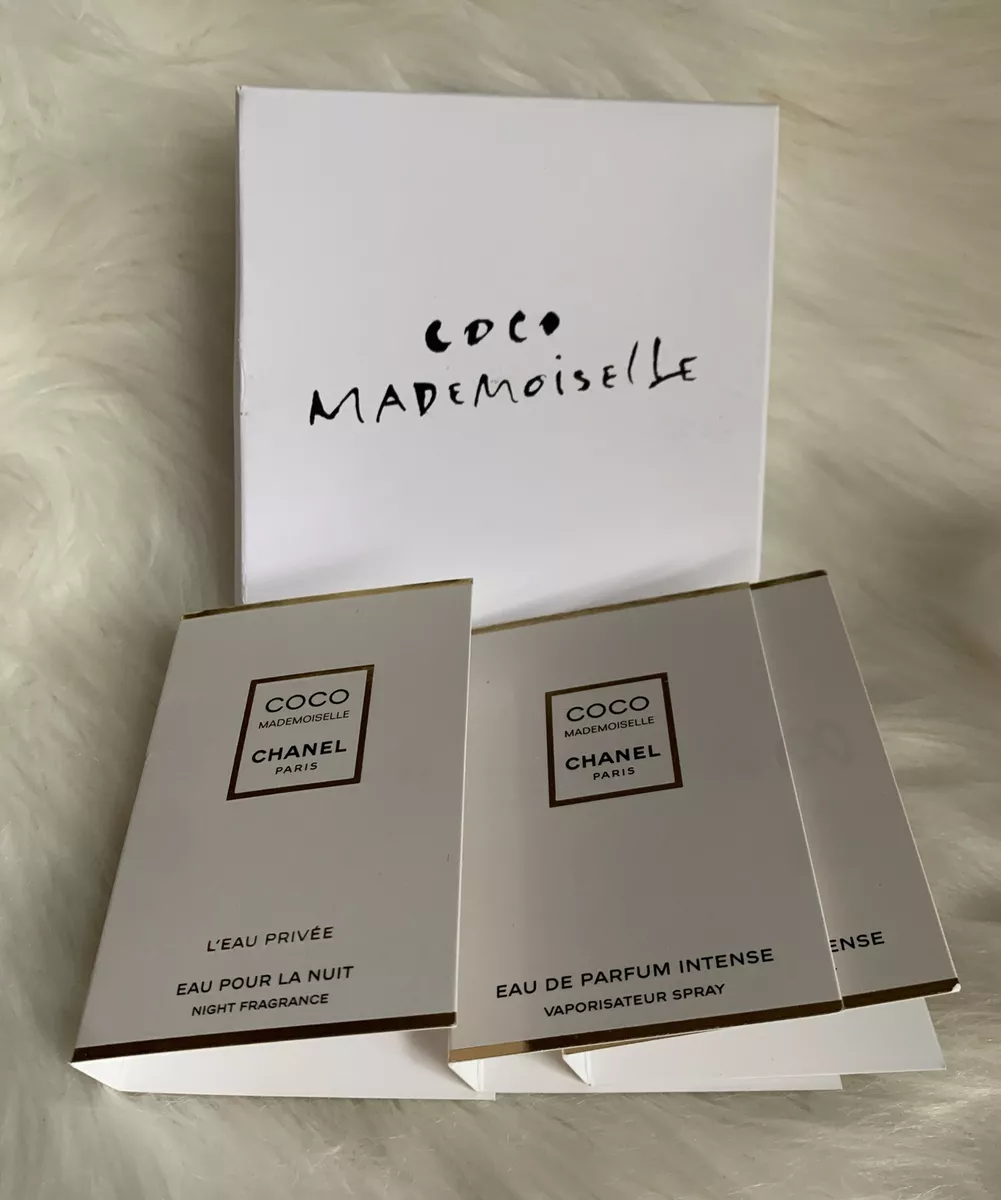 COCO
MADEMOISEllE
COCO
MADEMOISELLE
CHANEL
PARIS
L'EAU PRIVÉE
EAU POUR LA NUIT
NIGHT FRAGRANCE
COCO
MADEMOISELLE
CHANEL
PARIS
EAU DE PARFUM INTENSE
VAPORISATEUR SPRAY
ENSE